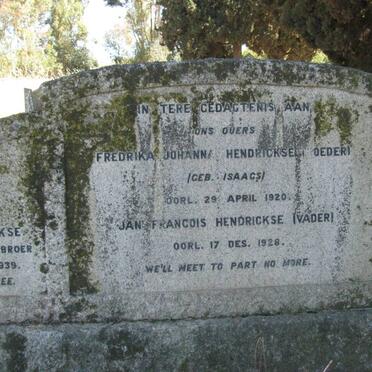 IN TERE GEDAGTENIS AAN
ONS OUERS
FREDRIKA JOHANNA HENDRICKSE (MOEDER)
(GEB. ISAACS)
OORL. 29 APRIL 1920.
JAN FRANCOIS HENDRICKSE (VADER)
OORL. 17 DES. 1928.
WE'LL MEET TO PART NO MORE.
KSE
BROER
939.
EE.